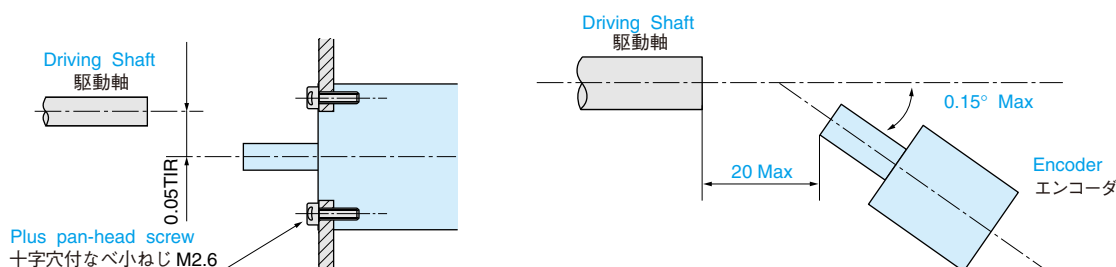 Driving Shaft
駆動軸
0.05TIR
Plus pan-head screw
十字穴付なべ小ねじ M2.6
Driving Shaft
駆動軸
0.15° Max
20 Max
Encoder
エンコーダ